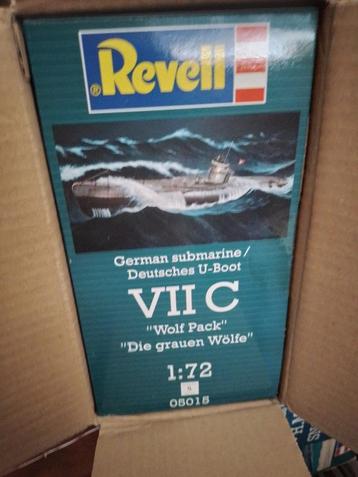 Revell
®
German submarine/
Deutsches U-Boot
VII C
"Wolf Pack"
"Die grauen Wölfe"
1:72
05015